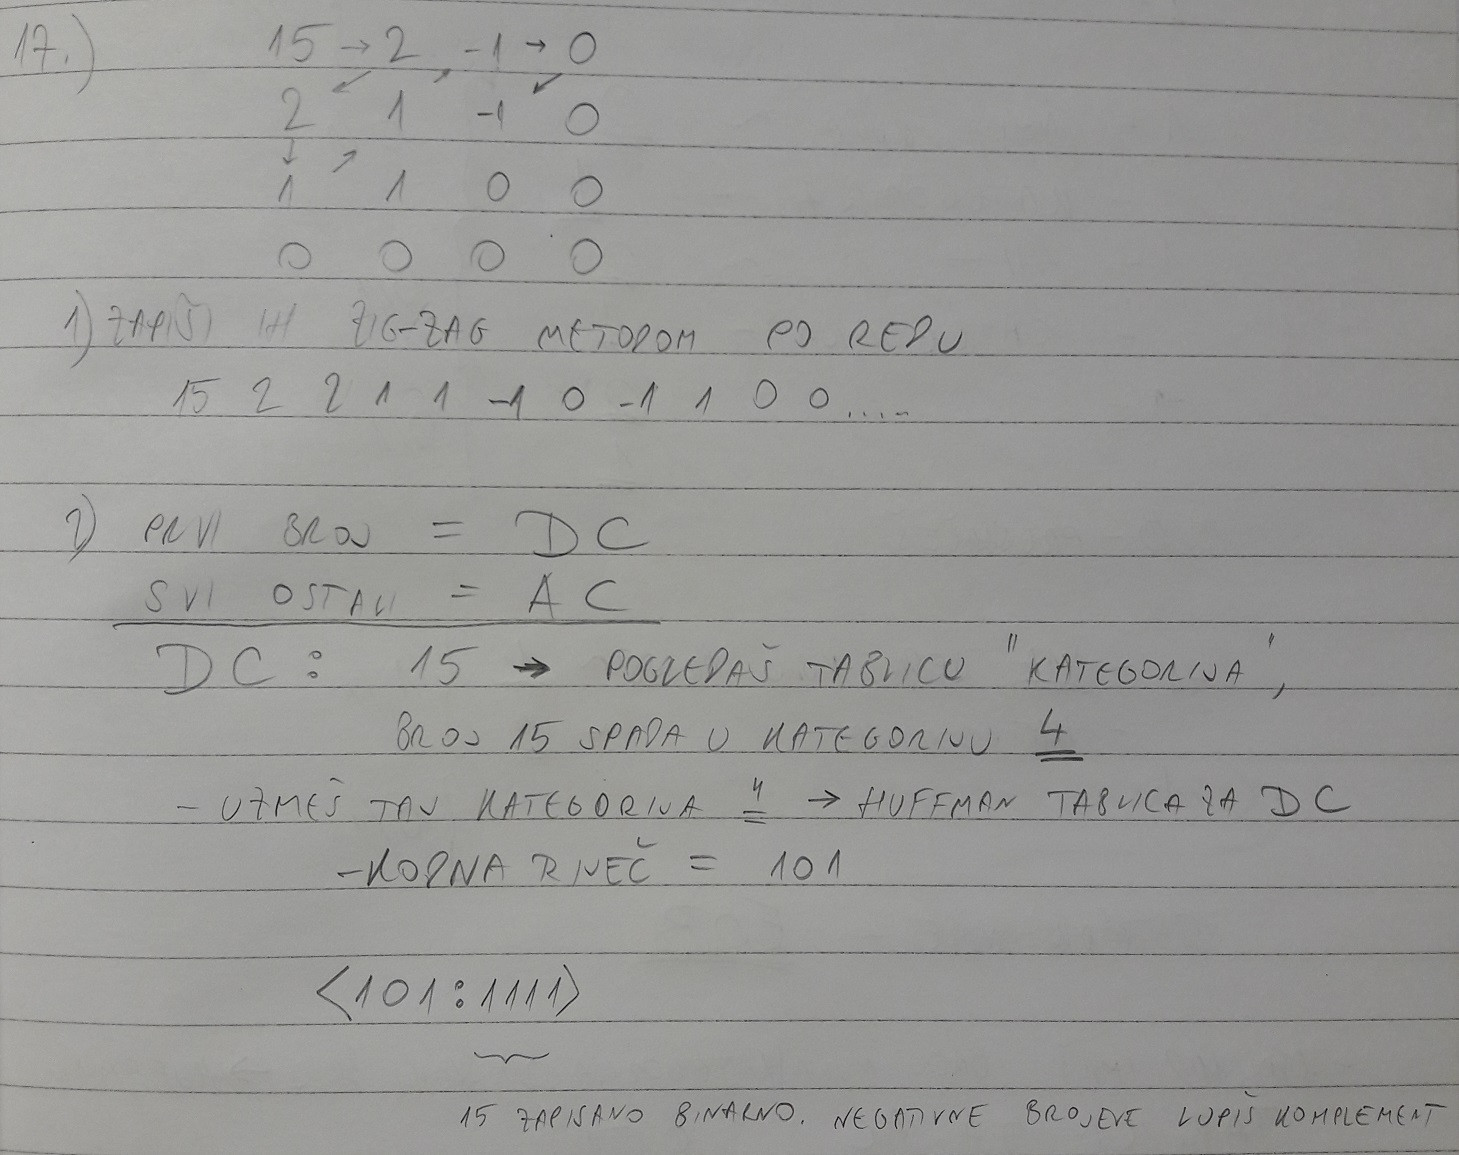 17.) 15 → 2 , -1 → 0
2 1 -1 0
1 1 0 0
0 0 0 0
1) ZAPIŠI IH ZIG-ZAG METODOM PO REDU
15 2 2 1 1 -1 0 -1 1 0 0.....
2) PRVI BROJ = DC
SVI OSTALI = AC
DC: 15 → POGLEDAŠ TABLICU "KATEGORIJA",
BROJ 15 SPADA U KATEGORIJU 4
- UZMEŠ TAJ KATEGORIJA 4 → HUFFMAN TABLICA ZA DC
-KODNA RIJEČ = 101
<101:1111>
15 ZAPISANO BINARNO. NEGATIVNE BROJEVE LUPIŠ KOMPLEMENT